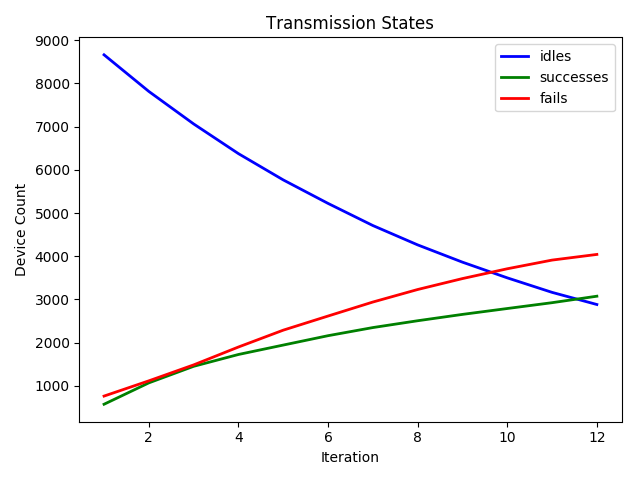 Transmission States
9000
8000
7000
6000
5000
4000
3000
2000
1000
Device Count
idles
successes
fails
2 4 6 8 10 12
Iteration